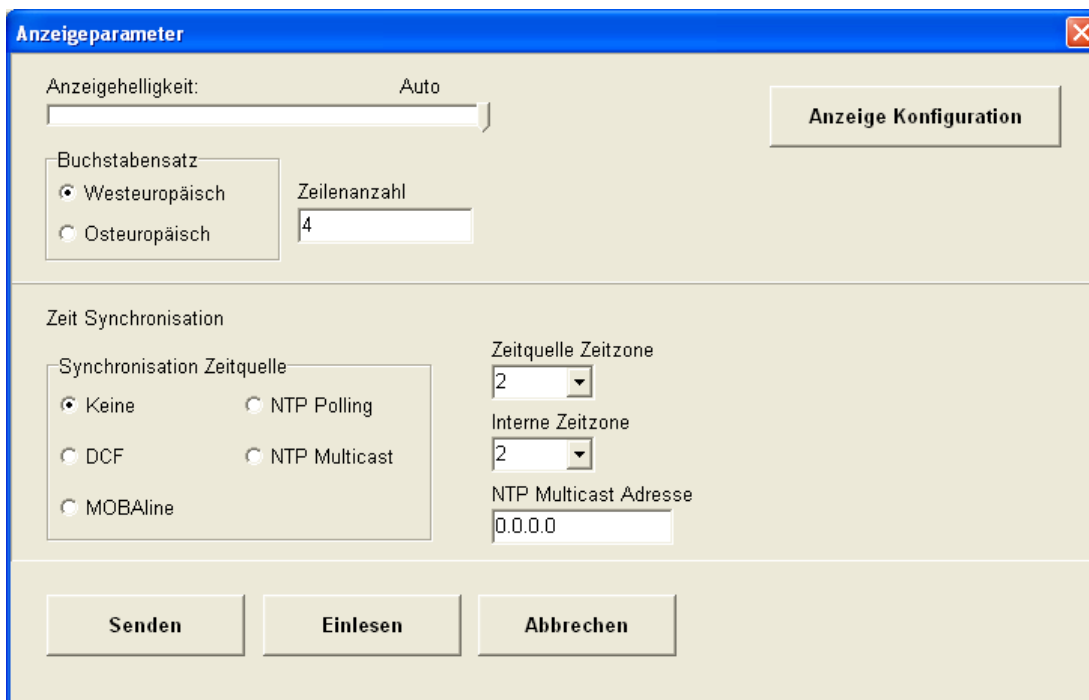 Anzeigeparameter
Anzeigehelligkeit: Auto
Anzeige Konfiguration
Buchstabensatz
Westeuropäisch
Osteuropäisch
Zeilenanzahl
4
Zeit Synchronisation
Synchronisation Zeitquelle
Keine NTP Polling
DCF NTP Multicast
MOBAline
Zeitquelle Zeitzone
2
Interne Zeitzone
2
NTP Multicast Adresse
0.0.0.0
Senden Einlesen Abbrechen